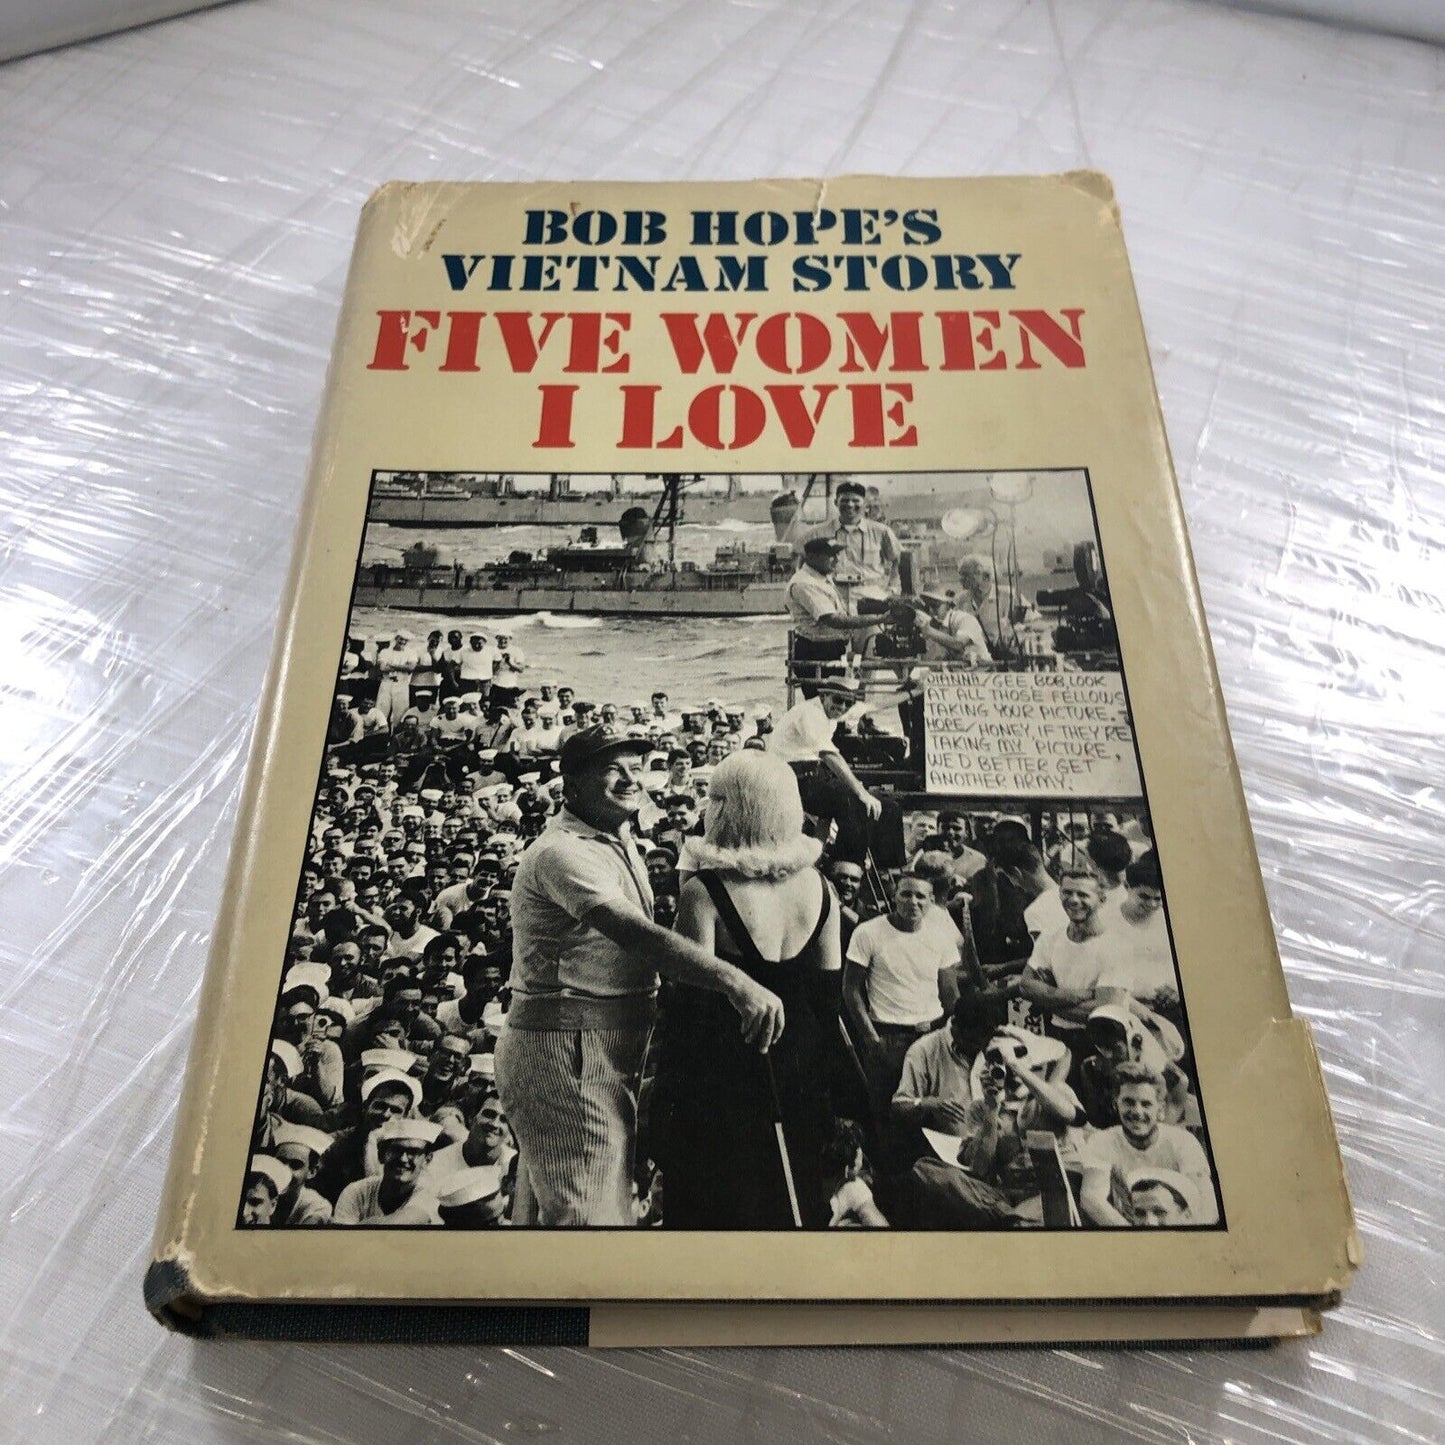 BOB HOPE'S
VIETNAM STORY
FIVE WOMEN
I LOVE
DIANNA/GEE BOB, LOOK
AT ALL THOSE FELLOWS
TAKING YOUR PICTURE.
HOPE/HONEY, IF THEY'RE
TAKING MY PICTURE,
WE'D BETTER GET
ANOTHER ARMY.